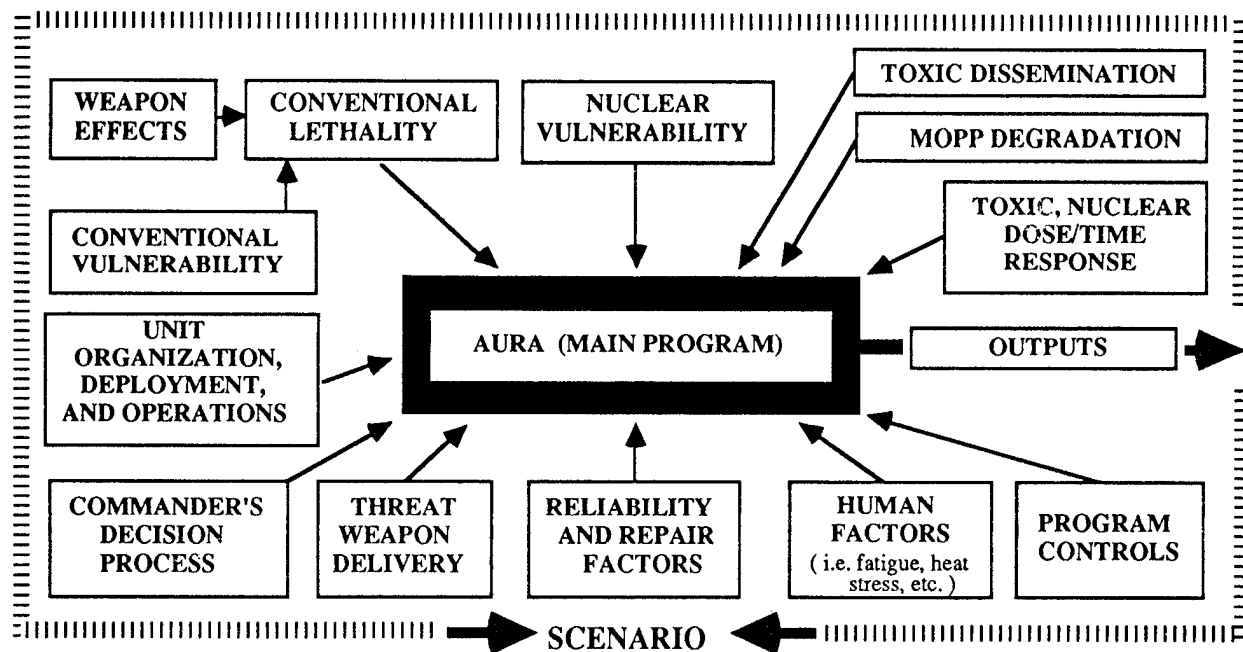 WEAPON
EFFECTS
CONVENTIONAL
LETHALITY
NUCLEAR
VULNERABILITY
TOXIC DISSEMINATION
MOPP DEGRADATION
CONVENTIONAL
VULNERABILITY
TOXIC, NUCLEAR
DOSE/TIME
RESPONSE
UNIT
ORGANIZATION,
DEPLOYMENT,
AND OPERATIONS
AURA (MAIN PROGRAM)
OUTPUTS
COMMANDER'S
DECISION
PROCESS
THREAT
WEAPON
DELIVERY
RELIABILITY
AND REPAIR
FACTORS
HUMAN
FACTORS
( i.e. fatigue, heat
stress, etc. )
PROGRAM
CONTROLS
SCENARIO